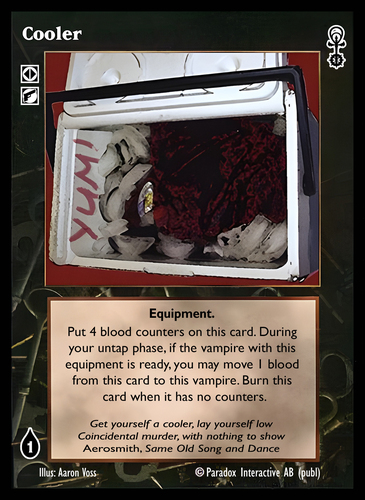 Cooler
YUM!
Equipment.
Put 4 blood counters on this card. During
your untap phase, if the vampire with this
equipment is ready, you may move 1 blood
from this card to this vampire. Burn this
card when it has no counters.
Get yourself a cooler, lay yourself low
Coincidental murder, with nothing to show
Aerosmith, Same Old Song and Dance
1
Illus: Aaron Voss
© Paradox Interactive AB (publ)